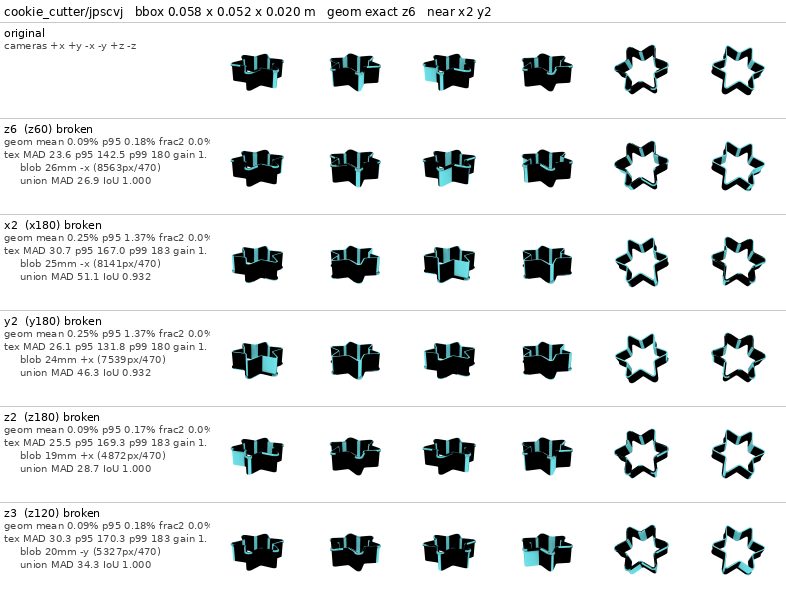 cookie_cutter/jpscvj   bbox 0.058 x 0.052 x 0.020 m   geom exact z6   near x2 y2
original
cameras +x +y -x -y +z -z
z6  (z60) broken
geom mean 0.09% p95 0.18% frac2 0.0%
tex MAD 23.6 p95 142.5 p99 180 gain 1.
blob 26mm -x (8563px/470)
union MAD 26.9 IoU 1.000
x2  (x180) broken
geom mean 0.25% p95 1.37% frac2 0.0%
tex MAD 30.7 p95 167.0 p99 183 gain 1.
blob 25mm -x (8141px/470)
union MAD 51.1 IoU 0.932
y2  (y180) broken
geom mean 0.25% p95 1.37% frac2 0.0%
tex MAD 26.1 p95 131.8 p99 180 gain 1.
blob 24mm +x (7539px/470)
union MAD 46.3 IoU 0.932
z2  (z180) broken
geom mean 0.09% p95 0.17% frac2 0.0%
tex MAD 25.5 p95 169.3 p99 183 gain 1.
blob 19mm +x (4872px/470)
union MAD 28.7 IoU 1.000
z3  (z120) broken
geom mean 0.09% p95 0.18% frac2 0.0%
tex MAD 30.3 p95 170.3 p99 183 gain 1.
blob 20mm -y (5327px/470)
union MAD 34.3 IoU 1.000